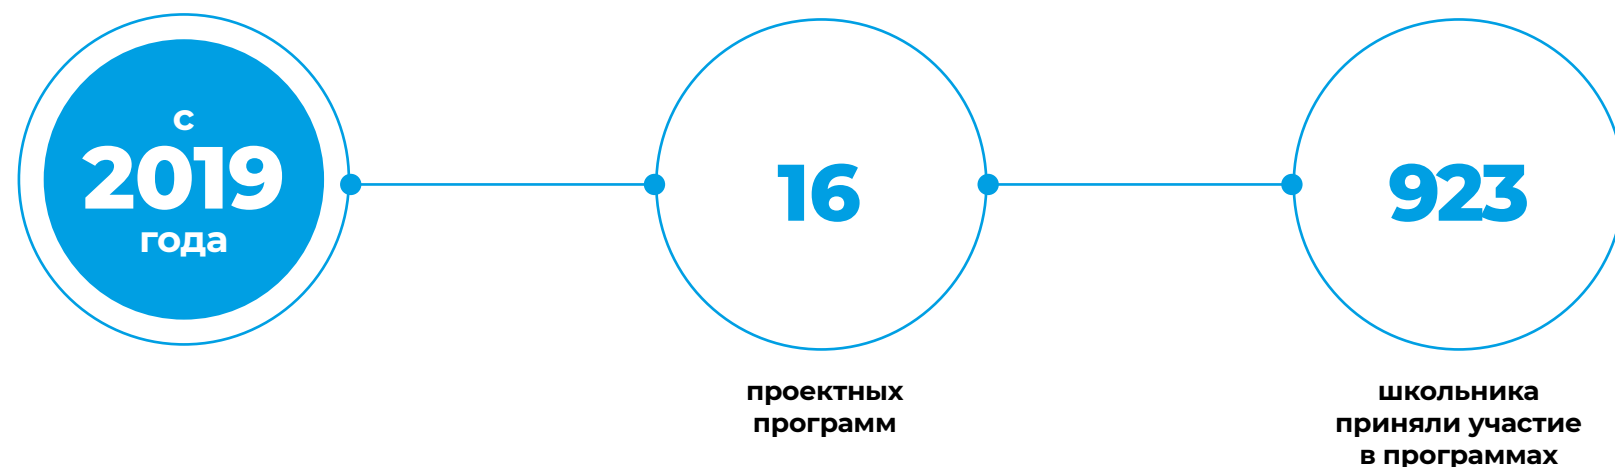 с
2019
года
16
проектных
программ
923
школьника
приняли участие
в программах